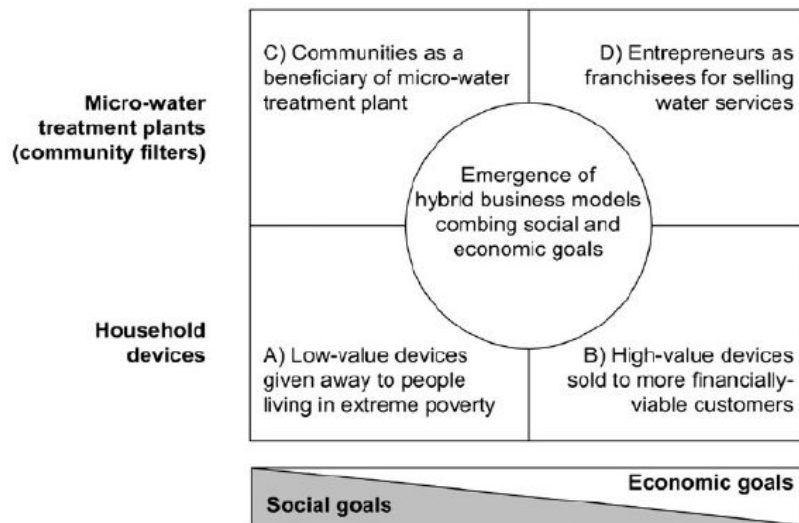 C) Communities as a
beneficiary of micro-water
treatment plant
D) Entrepreneurs as
franchisees for selling
water services
Micro-water
treatment plants
(community filters)
Emergence of
hybrid business models
combing social and
economic goals
Household
devices
A) Low-value devices
given away to people
living in extreme poverty
B) High-value devices
sold to more financially-
viable customers
Economic goals
Social goals